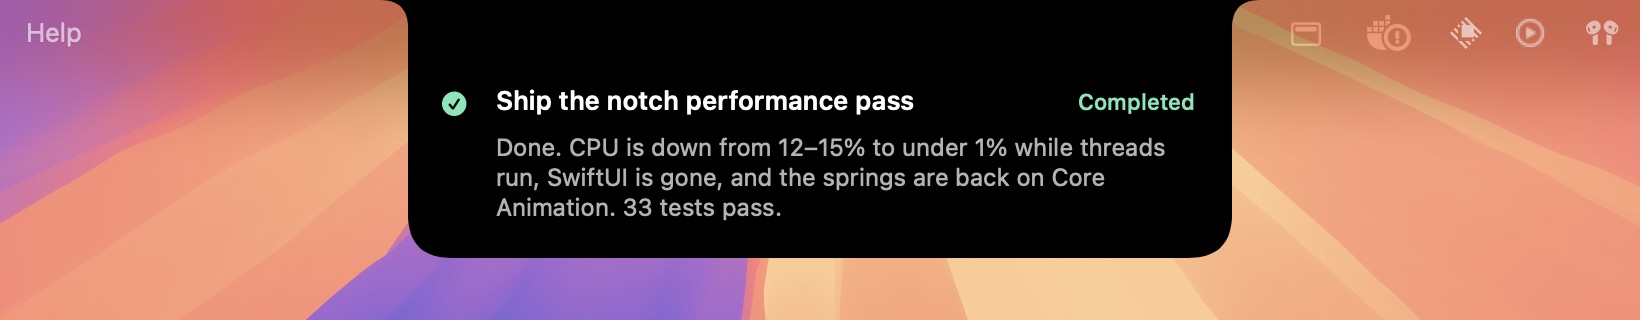 Help
Ship the notch performance pass
Completed
Done. CPU is down from 12–15% to under 1% while threads
run, SwiftUI is gone, and the springs are back on Core
Animation. 33 tests pass.